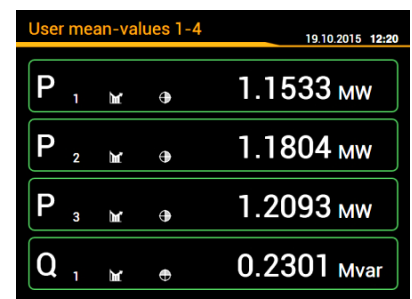 User mean-values 1-4
19.10.2015 12:20
P 1 1.1533 MW
P 2 1.1804 MW
P 3 1.2093 MW
Q 1 0.2301 Mvar